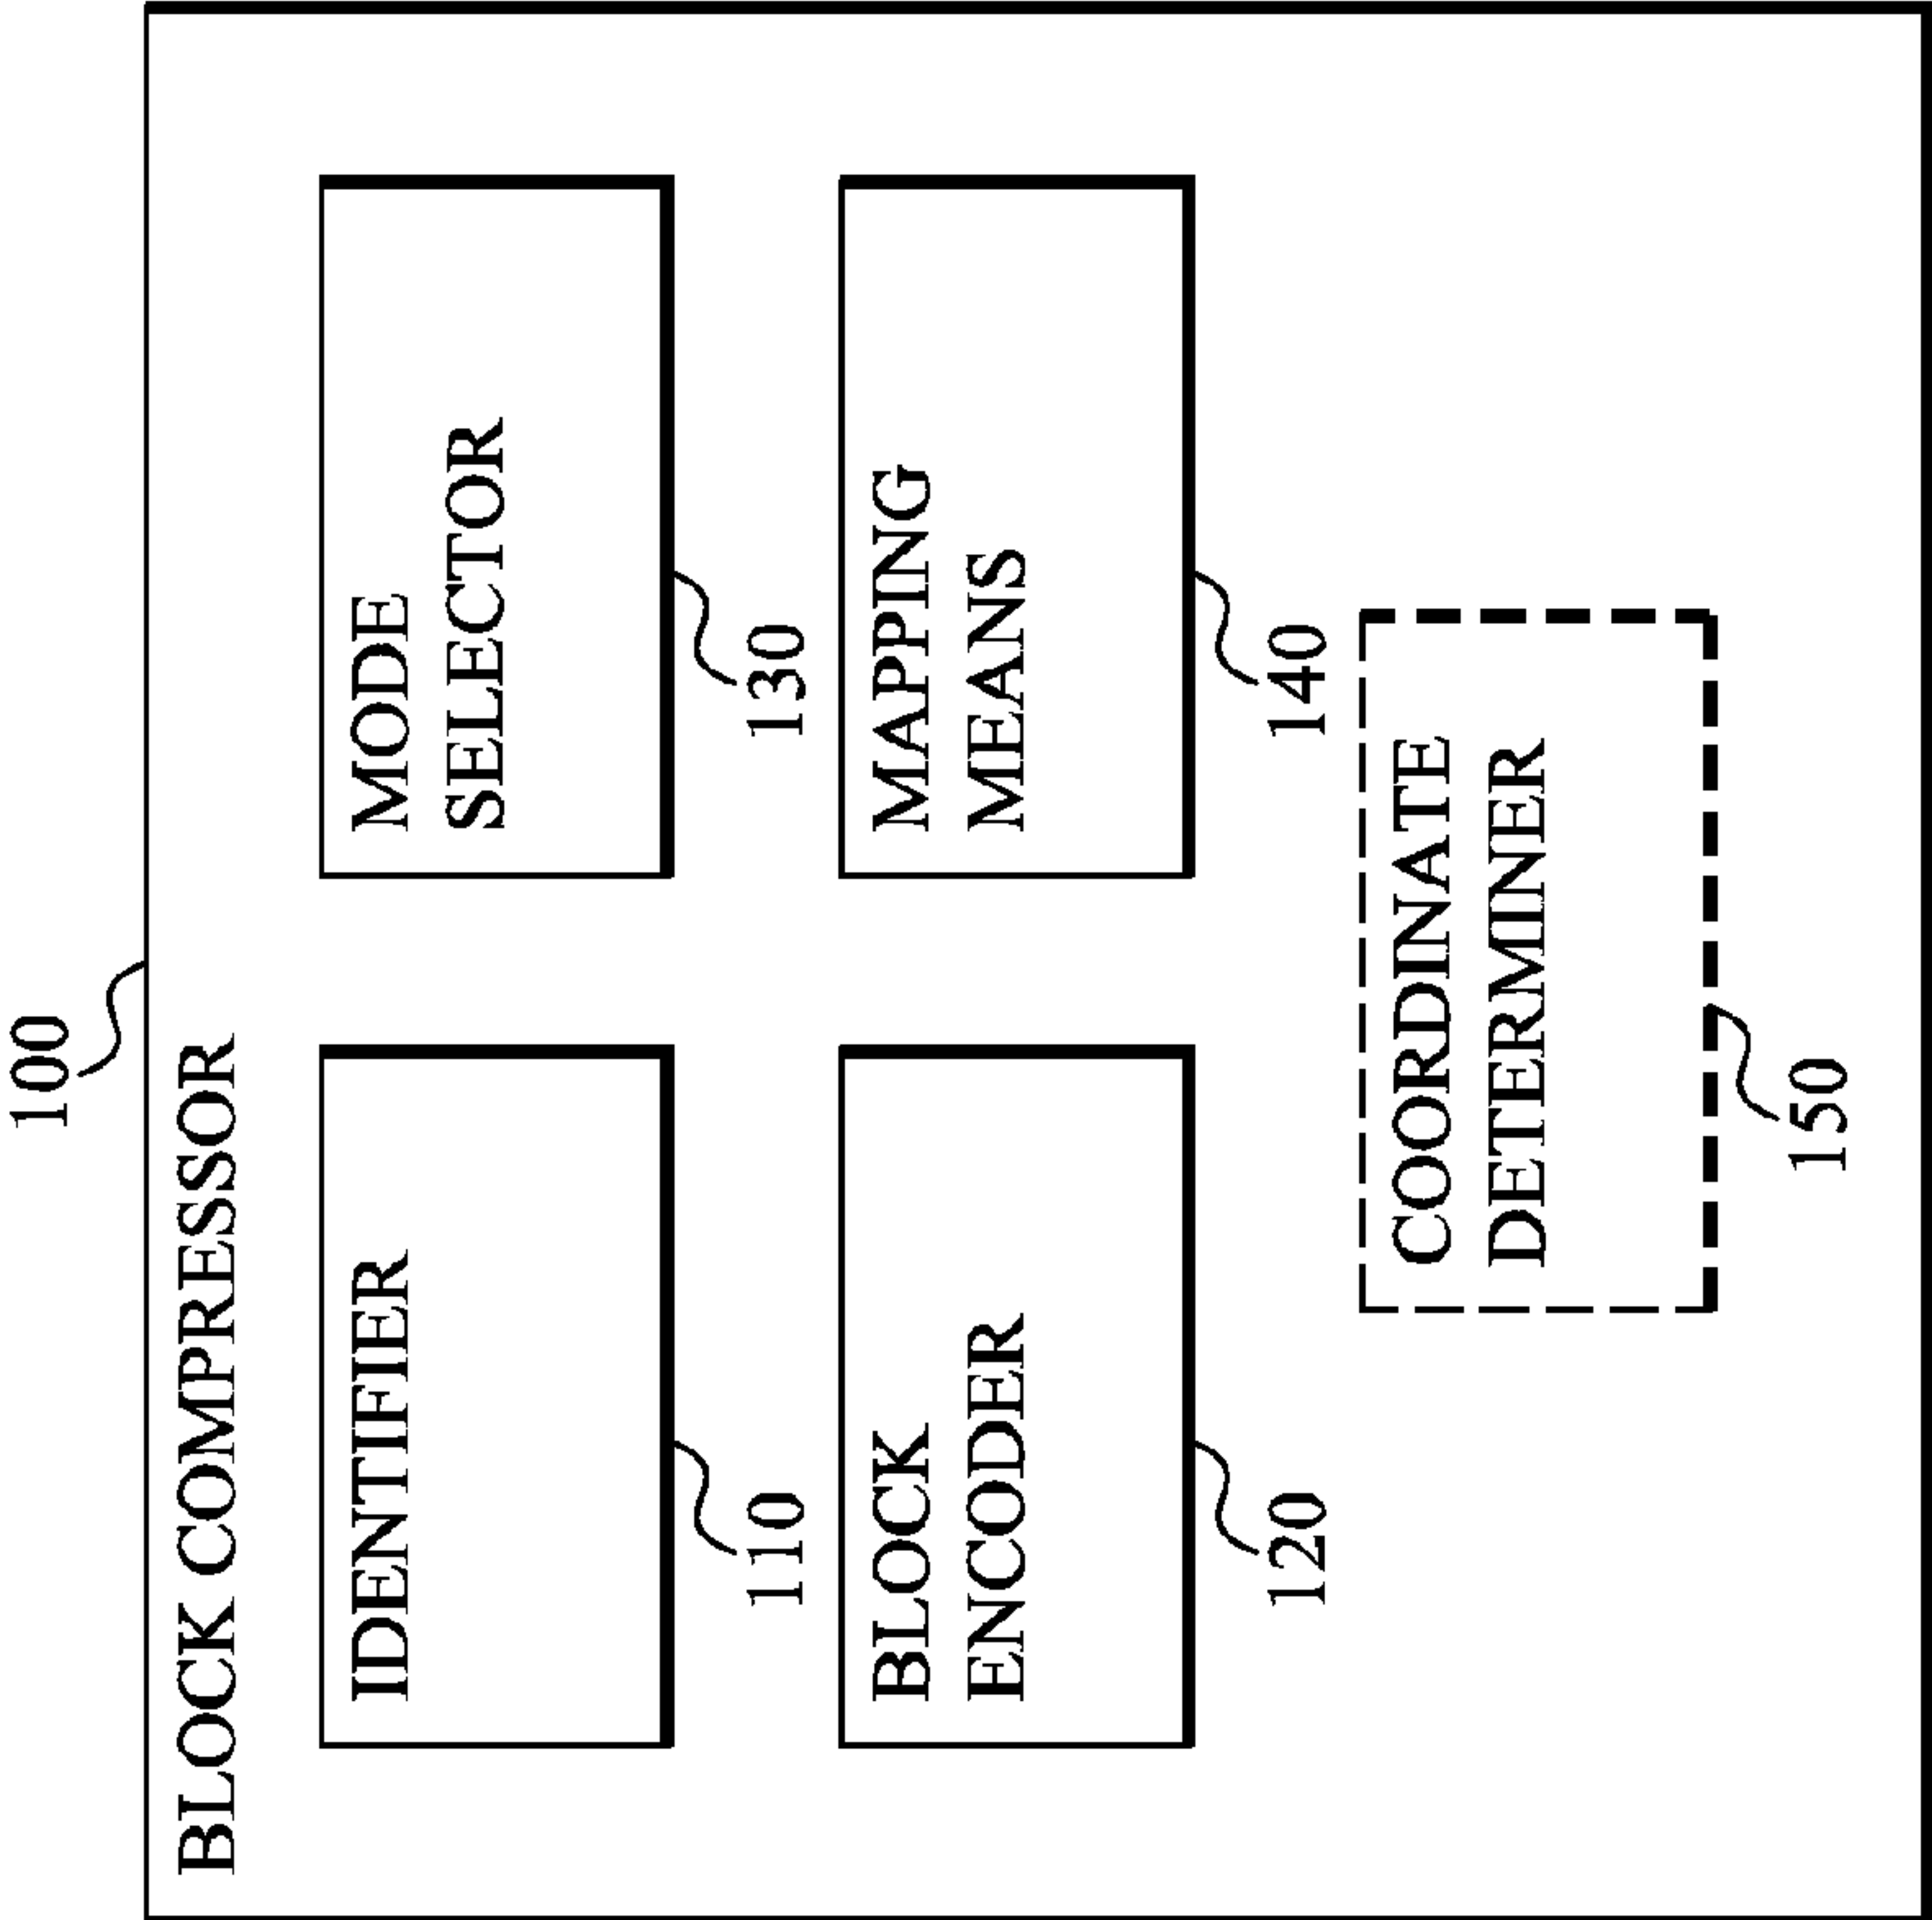 100
BLOCK COMPRESSOR
IDENTIFIER
110
MODE
SELECTOR
130
BLOCK
ENCODER
120
MAPPING
MEANS
140
COORDINATE
DETERMINER
150